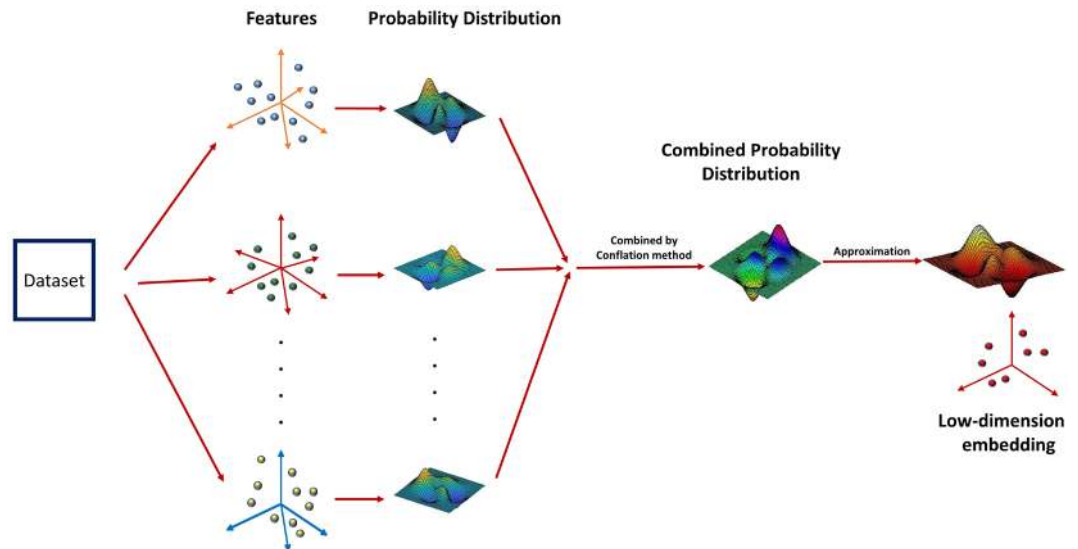 Features
Probability Distribution
Dataset
Combined by
Conflation method
Combined Probability
Distribution
Approximation
Low-dimension
embedding